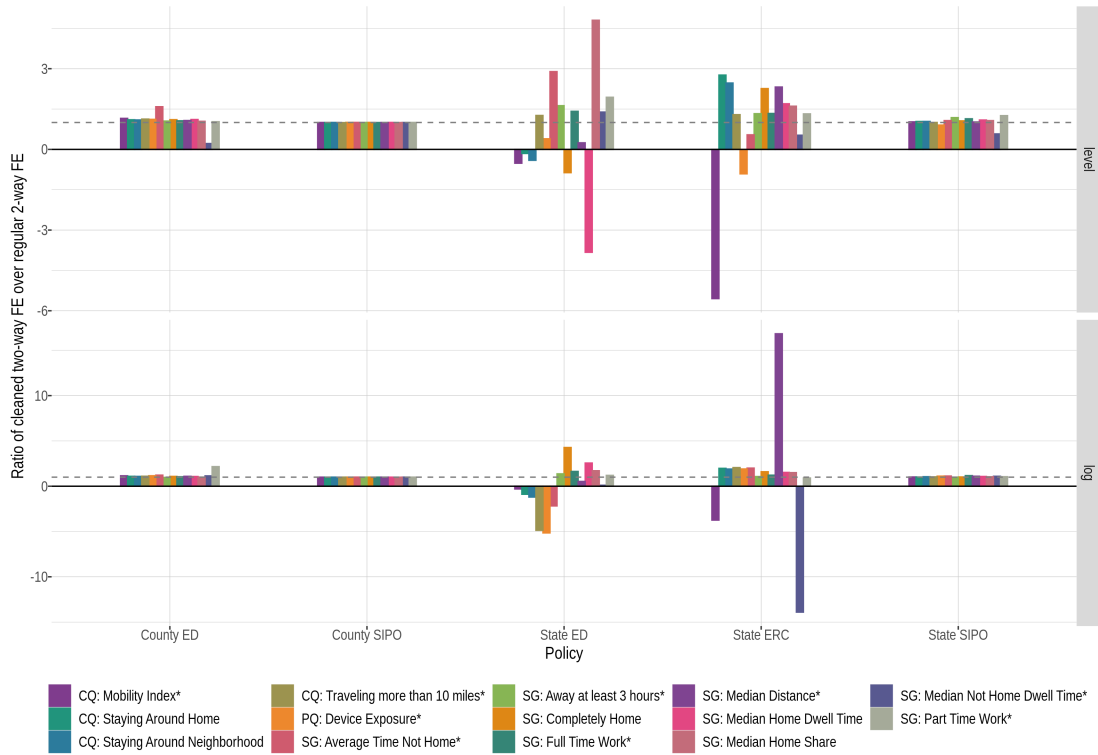 Ratio of cleaned two-way FE over regular 2-way FE
3
0
-3
-6
level
10
0
-10
log
County ED
County SIPO
State ED
State ERC
State SIPO
Policy
CQ: Mobility Index*
CQ: Traveling more than 10 miles*
SG: Away at least 3 hours*
SG: Median Distance*
SG: Median Not Home Dwell Time*
CQ: Staying Around Home
PQ: Device Exposure*
SG: Completely Home
SG: Median Home Dwell Time
SG: Part Time Work*
CQ: Staying Around Neighborhood
SG: Average Time Not Home*
SG: Full Time Work*
SG: Median Home Share